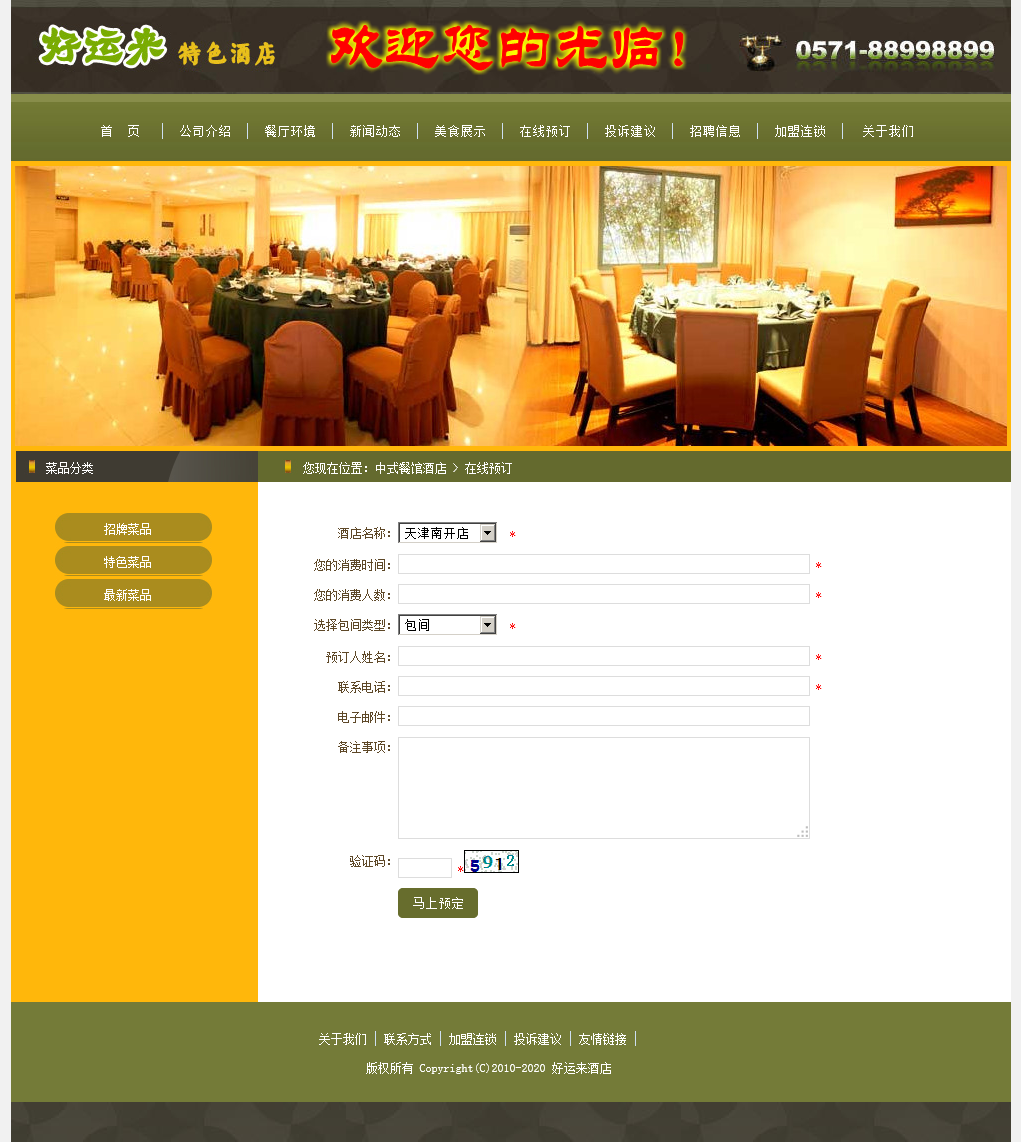 好运来 特色酒店 欢迎您的光临! 0571-88998899
首 页 公司介绍 餐厅环境 新闻动态 美食展示 在线预订 投诉建议 招聘信息 加盟连锁 关于我们
菜品分类 您现在位置: 中式餐馆酒店 > 在线预订
招牌菜品
特色菜品
最新菜品
酒店名称: 天津南开店 *
您的消费时间: *
您的消费人数: *
选择包间类型: 包间 *
预订人姓名: *
联系电话: *
电子邮件:
备注事项:
验证码: * 5912
马上预定
关于我们 联系方式 加盟连锁 投诉建议 友情链接
版权所有 Copyright(C)2010-2020 好运来酒店